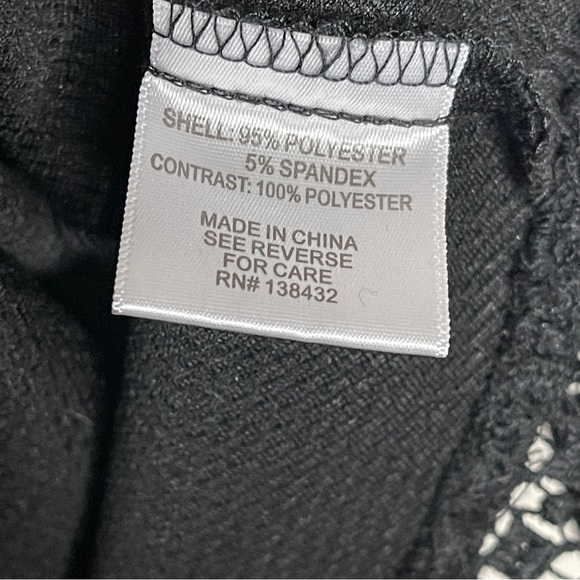 SHELL: 95% POLYESTER
5% SPANDEX
CONTRAST: 100% POLYESTER
MADE IN CHINA
SEE REVERSE
FOR CARE
RN# 138432